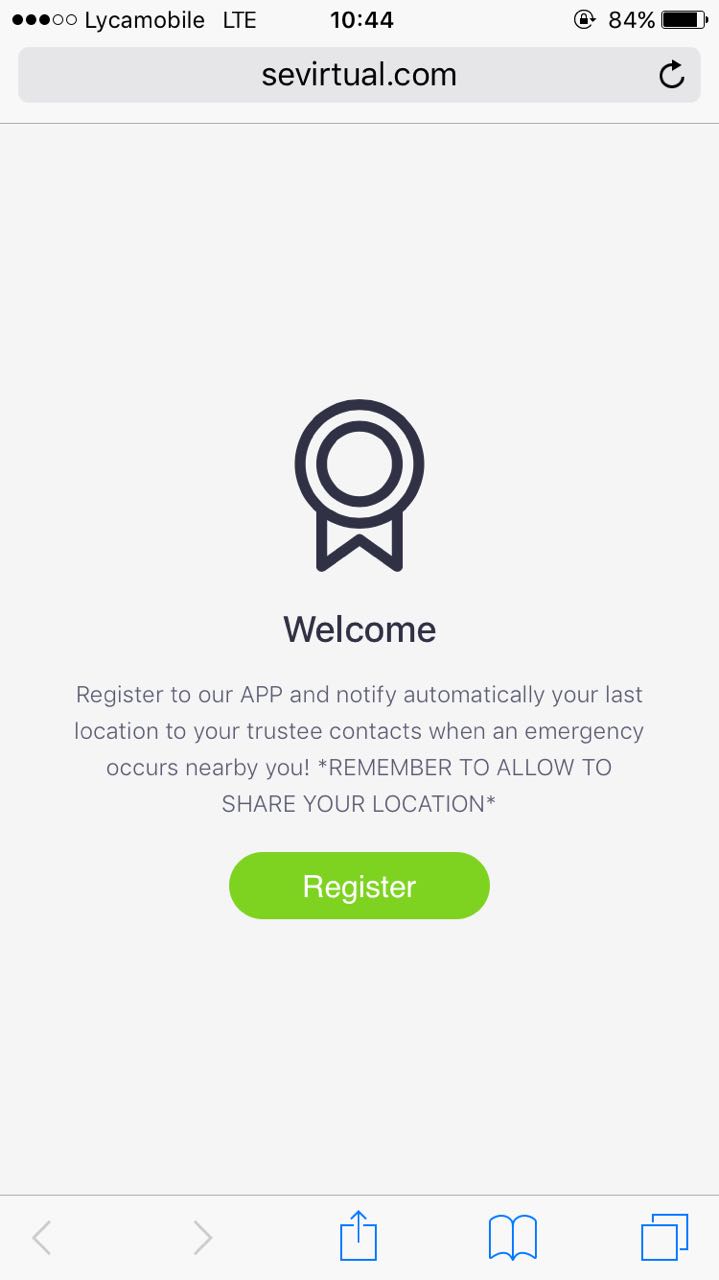 Lycamobile LTE 10:44 84%
sevirtual.com
Welcome
Register to our APP and notify automatically your last
location to your trustee contacts when an emergency
occurs nearby you! *REMEMBER TO ALLOW TO
SHARE YOUR LOCATION*
Register